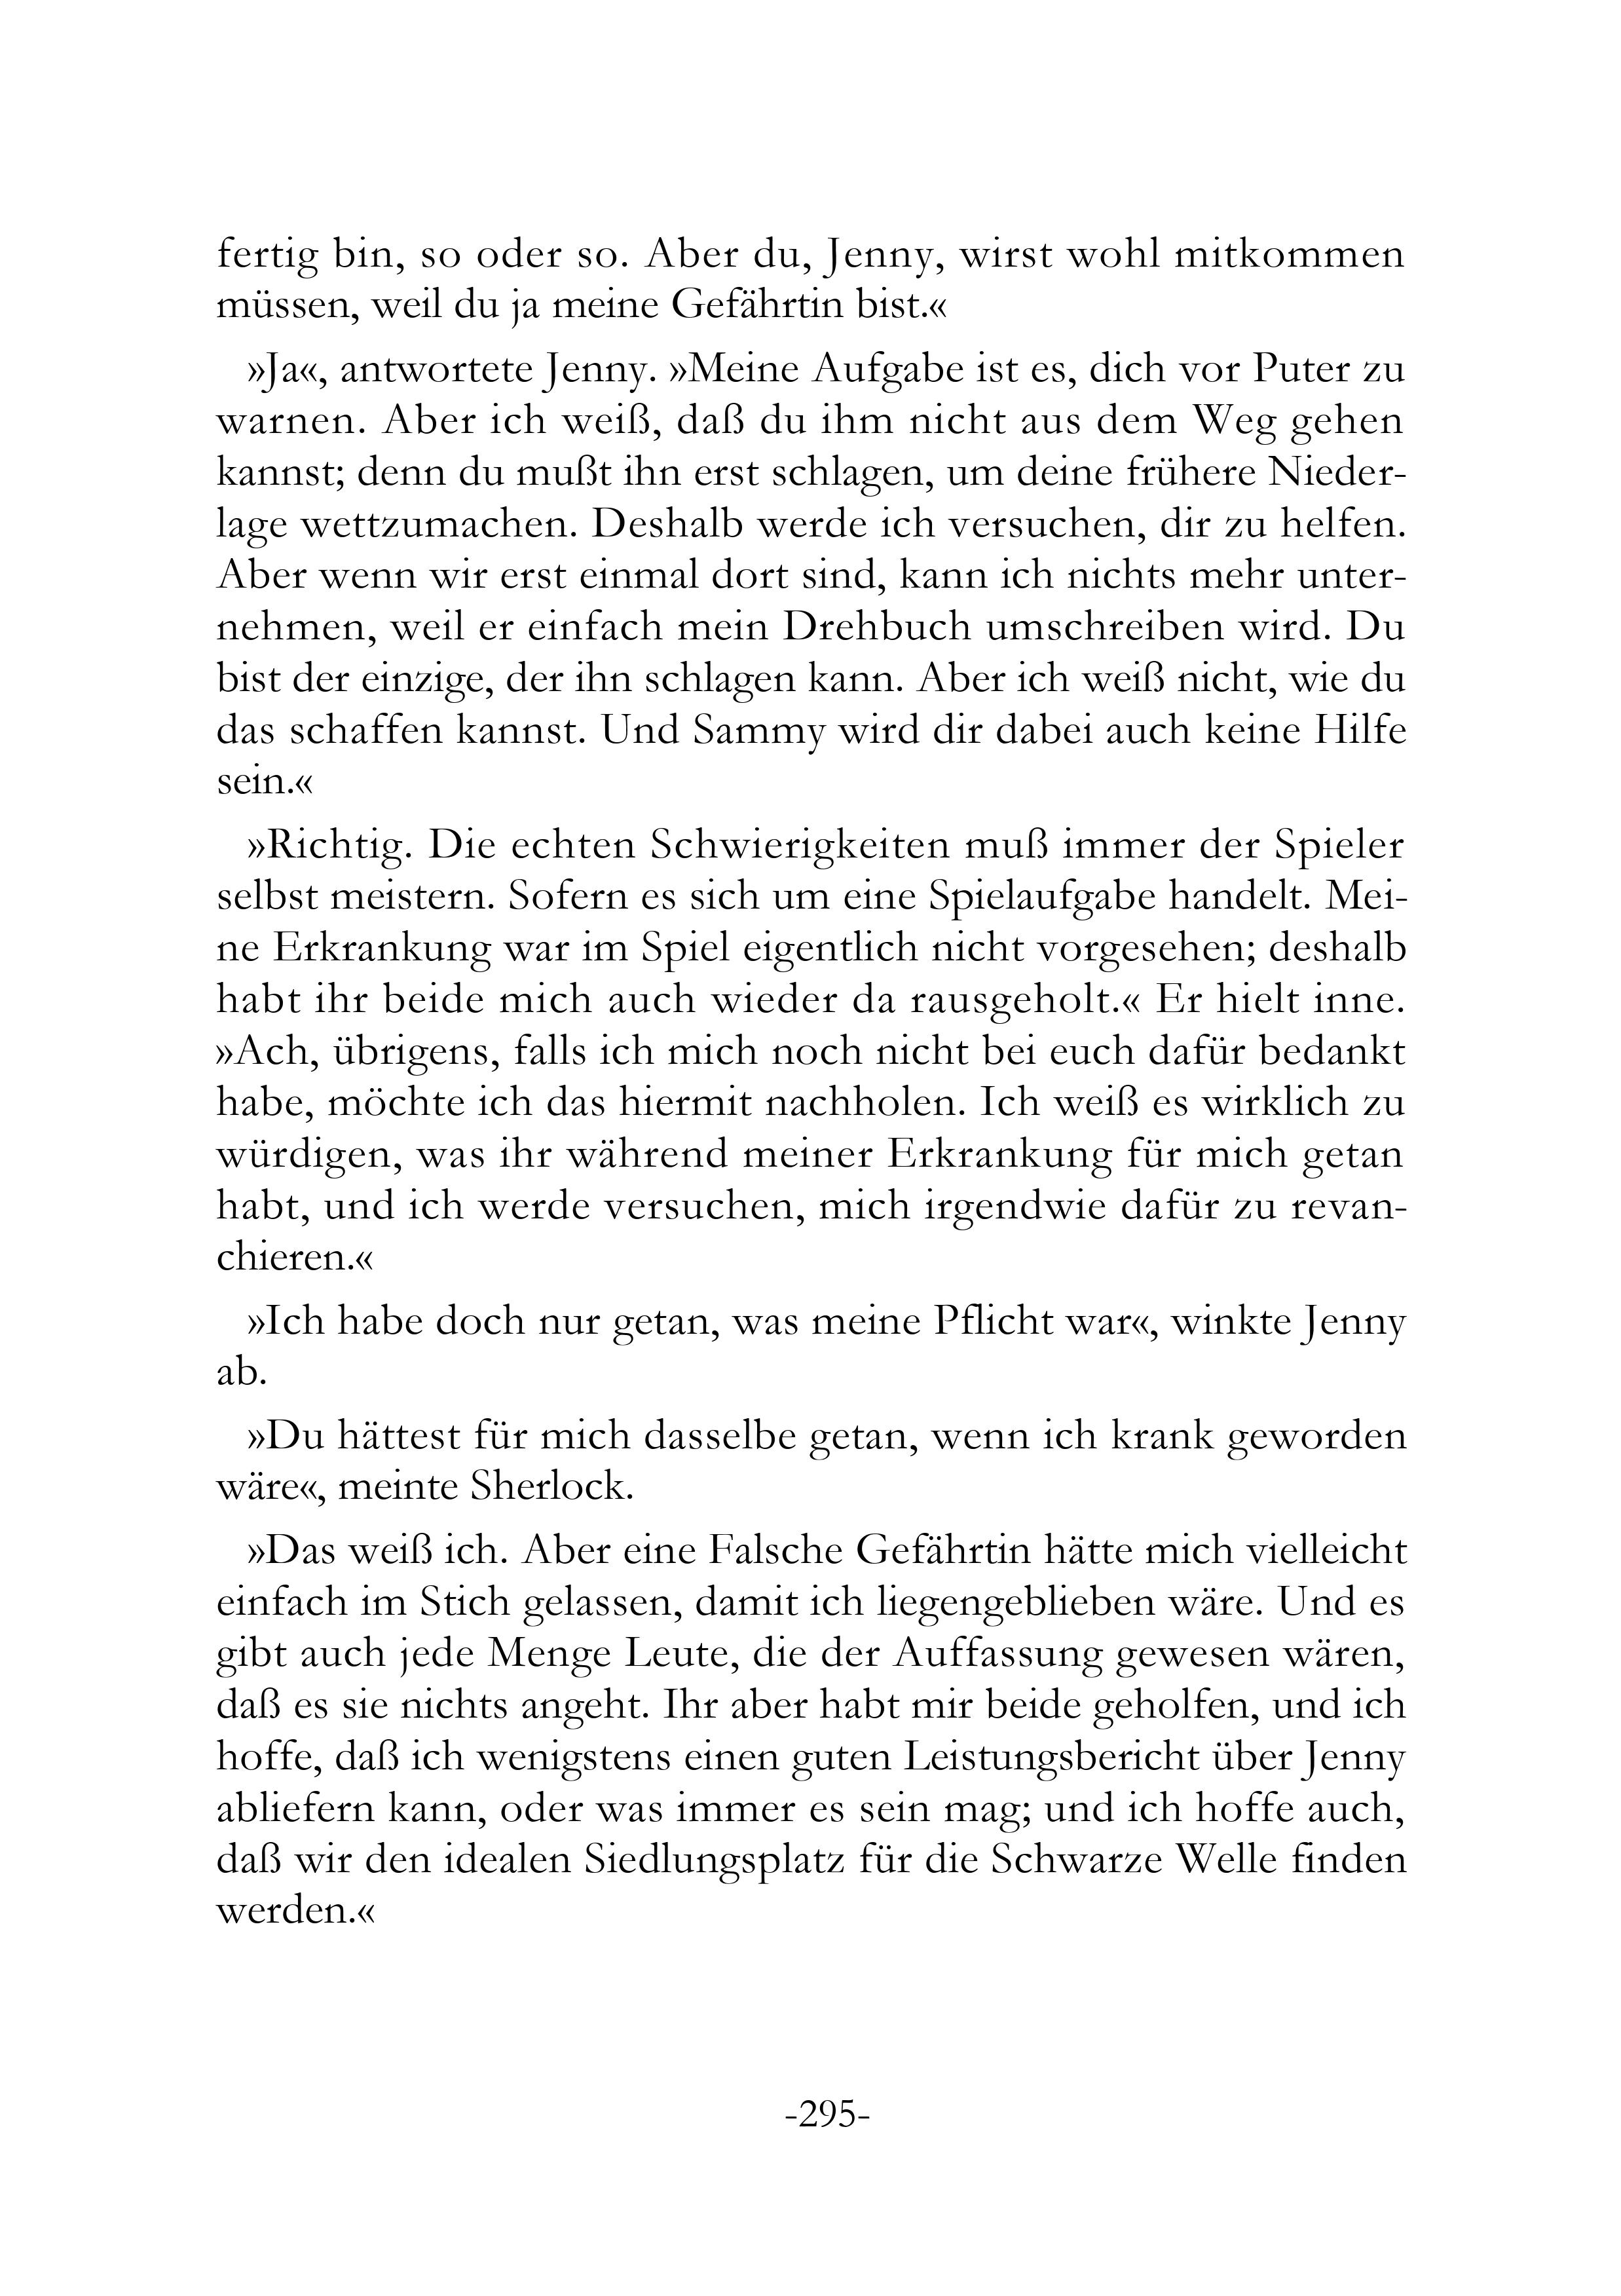 fertig bin, so oder so. Aber du, Jenny, wirst wohl mitkommen
müssen, weil du ja meine Gefährtin bist.«
»Ja«, antwortete Jenny. »Meine Aufgabe ist es, dich vor Puter zu
warnen. Aber ich weiß, daß du ihm nicht aus dem Weg gehen
kannst; denn du mußt ihn erst schlagen, um deine frühere Nieder-
lage wettzumachen. Deshalb werde ich versuchen, dir zu helfen.
Aber wenn wir erst einmal dort sind, kann ich nichts mehr unter-
nehmen, weil er einfach mein Drehbuch umschreiben wird. Du
bist der einzige, der ihn schlagen kann. Aber ich weiß nicht, wie du
das schaffen kannst. Und Sammy wird dir dabei auch keine Hilfe
sein.«
»Richtig. Die echten Schwierigkeiten muß immer der Spieler
selbst meistern. Sofern es sich um eine Spielaufgabe handelt. Mei-
ne Erkrankung war im Spiel eigentlich nicht vorgesehen; deshalb
habt ihr beide mich auch wieder da rausgeholt.« Er hielt inne.
»Ach, übrigens, falls ich mich noch nicht bei euch dafür bedankt
habe, möchte ich das hiermit nachholen. Ich weiß es wirklich zu
würdigen, was ihr während meiner Erkrankung für mich getan
habt, und ich werde versuchen, mich irgendwie dafür zu revan-
chieren.«
»Ich habe doch nur getan, was meine Pflicht war«, winkte Jenny
ab.
»Du hättest für mich dasselbe getan, wenn ich krank geworden
wäre«, meinte Sherlock.
»Das weiß ich. Aber eine Falsche Gefährtin hätte mich vielleicht
einfach im Stich gelassen, damit ich liegengeblieben wäre. Und es
gibt auch jede Menge Leute, die der Auffassung gewesen wären,
daß es sie nichts angeht. Ihr aber habt mir beide geholfen, und ich
hoffe, daß ich wenigstens einen guten Leistungsbericht über Jenny
abliefern kann, oder was immer es sein mag; und ich hoffe auch,
daß wir den idealen Siedlungsplatz für die Schwarze Welle finden
werden.«
-295-